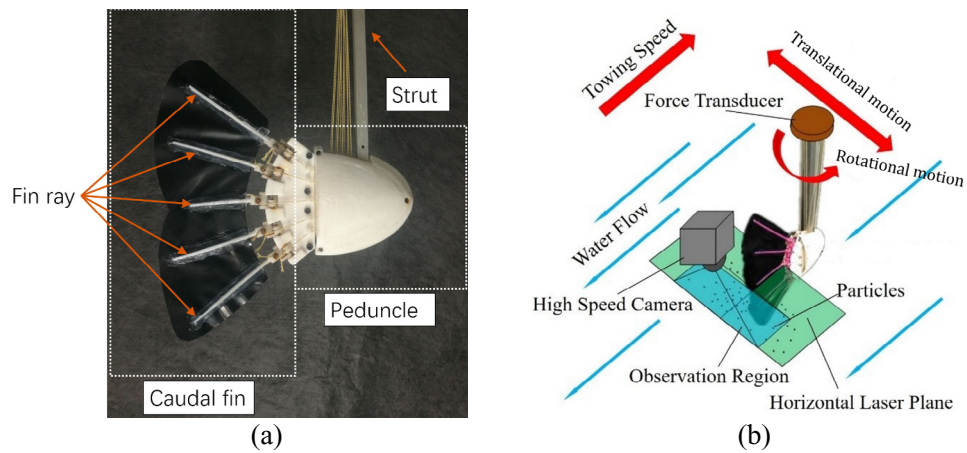 Strut
Fin ray
Peduncle
Caudal fin
(a)
Towing Speed
Translational motion
Force Transducer
Rotational motion
Water Flow
High Speed Camera
Particles
Observation Region
Horizontal Laser Plane
(b)